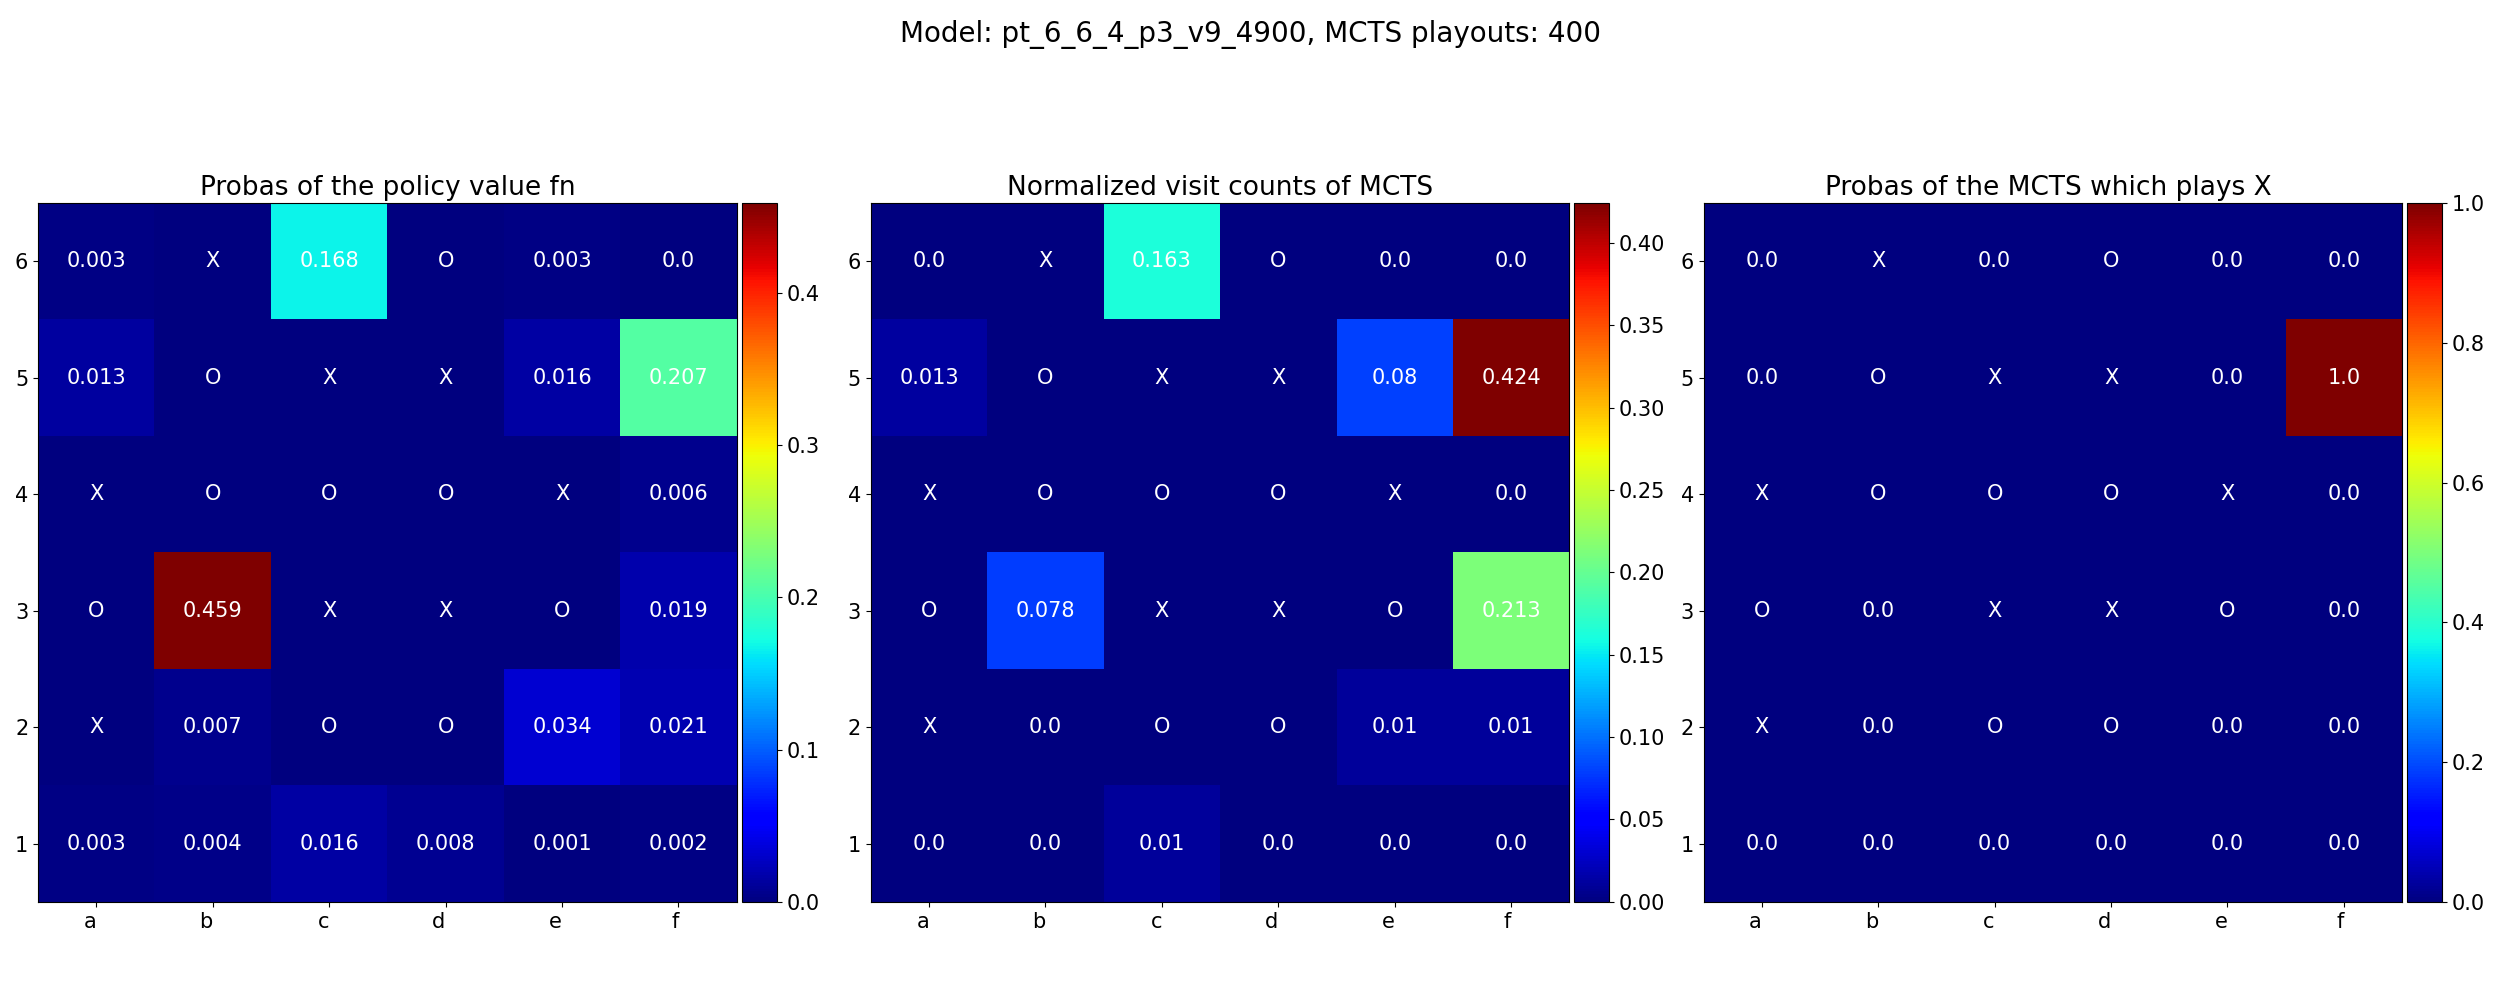 Model: pt_6_6_4_p3_v9_4900, MCTS playouts: 400
Probas of the policy value fn
6 0.003 X 0.168 O 0.003 0.0
5 0.013 O X X 0.016 0.207
4 X O O O X 0.006
3 O 0.459 X X O 0.019
2 X 0.007 O O 0.034 0.021
1 0.003 0.004 0.016 0.008 0.001 0.002
a b c d e f
0.4
0.3
0.2
0.1
0.0
Normalized visit counts of MCTS
6 0.0 X 0.163 O 0.0 0.0
5 0.013 O X X 0.08 0.424
4 X O O O X 0.0
3 O 0.078 X X O 0.213
2 X 0.0 O O 0.01 0.01
1 0.0 0.0 0.01 0.0 0.0 0.0
a b c d e f
0.40
0.35
0.30
0.25
0.20
0.15
0.10
0.05
0.00
Probas of the MCTS which plays X
6 0.0 X 0.0 O 0.0 0.0
5 0.0 O X X 0.0 1.0
4 X O O O X 0.0
3 O 0.0 X X O 0.0
2 X 0.0 O O 0.0 0.0
1 0.0 0.0 0.0 0.0 0.0 0.0
a b c d e f
1.0
0.8
0.6
0.4
0.2
0.0